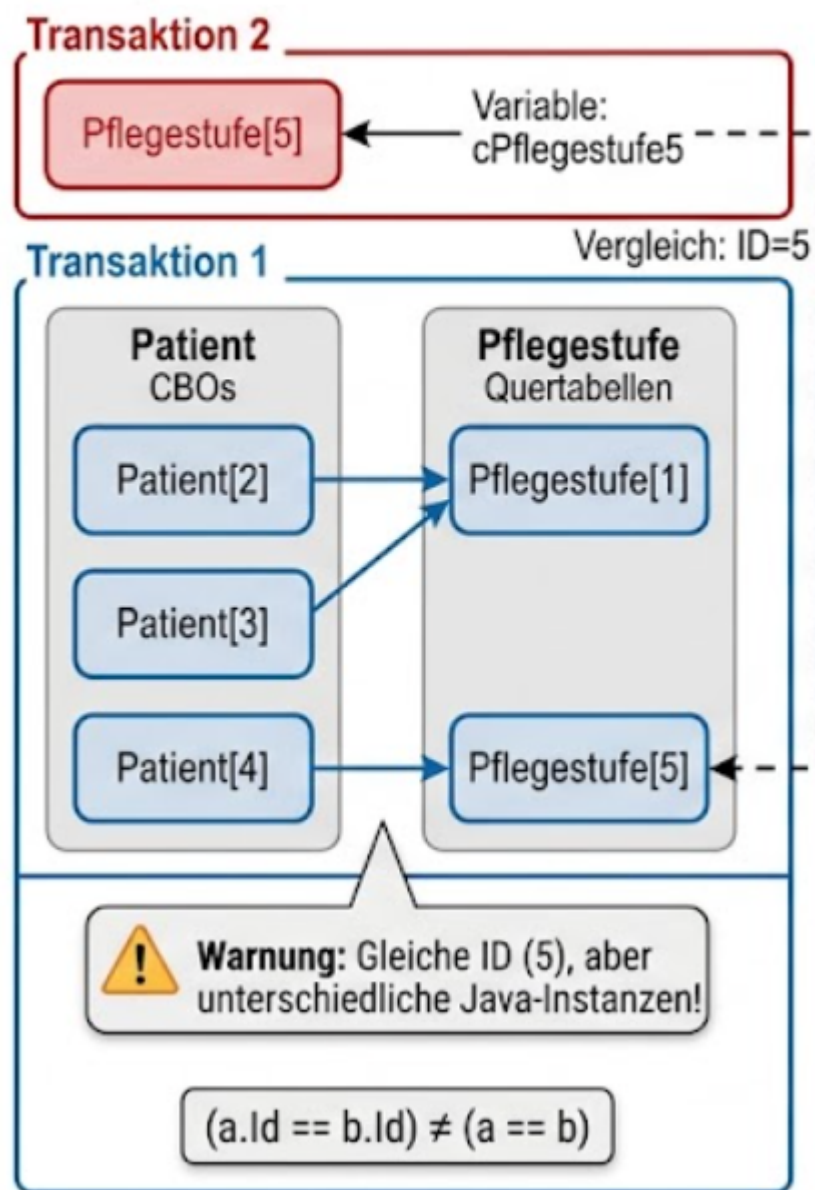 Transaktion 2
Pflegestufe[5]
Variable:
cPflegestufe5
Vergleich: ID=5
Transaktion 1
Patient
CBOs
Pflegestufe
Quertabellen
Patient[2]
Pflegestufe[1]
Patient[3]
Patient[4]
Pflegestufe[5]
Warnung: Gleiche ID (5), aber
unterschiedliche Java-Instanzen!
(a.Id == b.Id) ≠ (a == b)